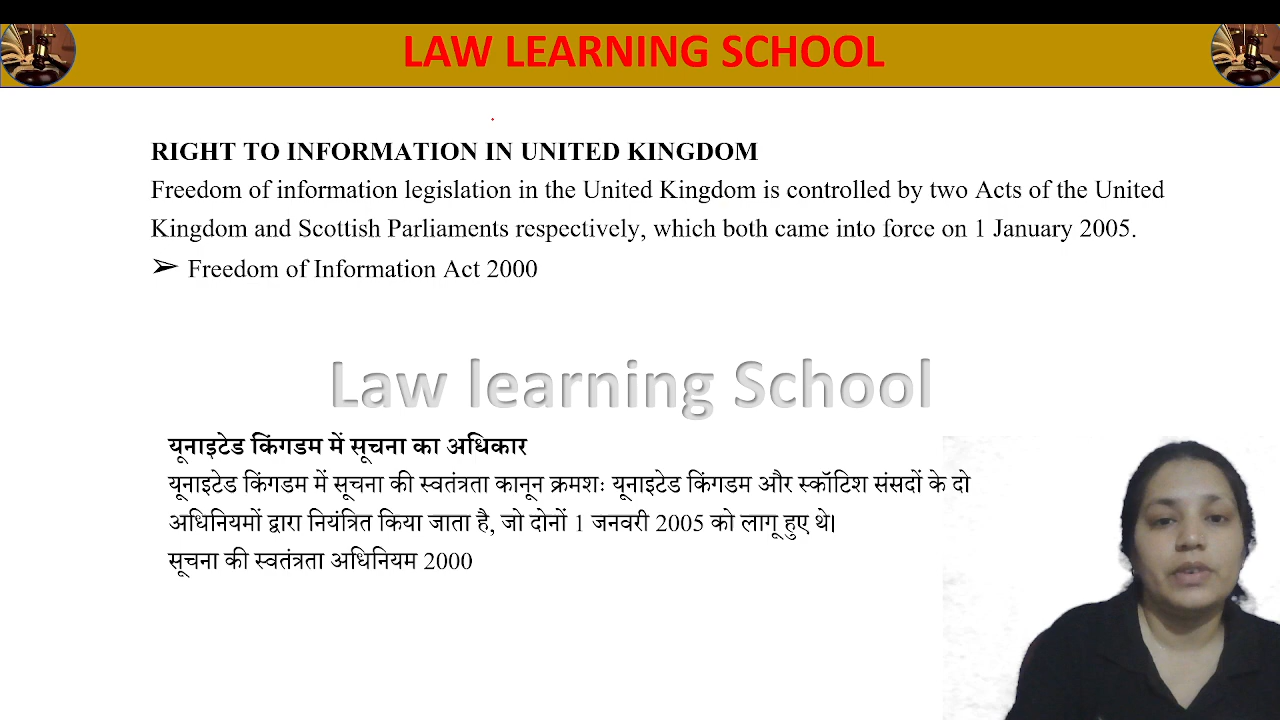 LAW LEARNING SCHOOL
RIGHT TO INFORMATION IN UNITED KINGDOM
Freedom of information legislation in the United Kingdom is controlled by two Acts of the United
Kingdom and Scottish Parliaments respectively, which both came into force on 1 January 2005.
➢ Freedom of Information Act 2000
Law learning School
यूनाइटेड किंगडम में सूचना का अधिकार
यूनाइटेड किंगडम में सूचना की स्वतंत्रता कानून क्रमशः यूनाइटेड किंगडम और स्कॉटिश संसदों के दो
अधिनियमों द्वारा नियंत्रित किया जाता है, जो दोनों 1 जनवरी 2005 को लागू हुए थे।
सूचना की स्वतंत्रता अधिनियम 2000